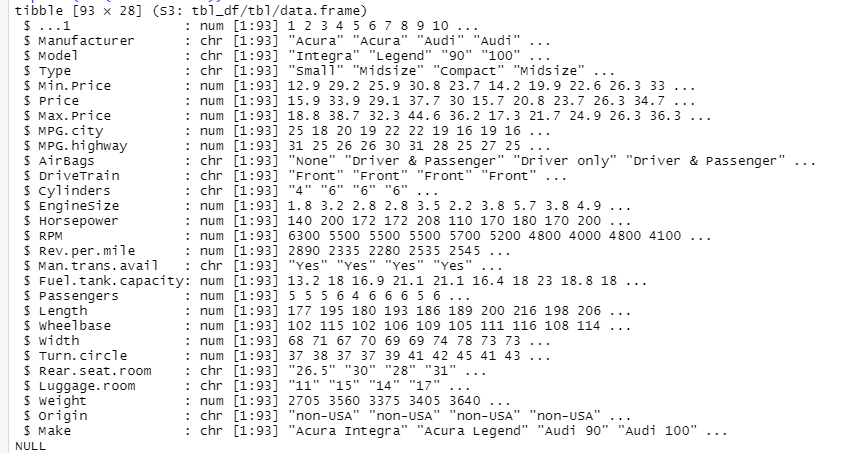 tibble [93 × 28] (S3: tbl_df/tbl/data.frame)
 $ ...1              : num [1:93] 1 2 3 4 5 6 7 8 9 10 ...
 $ Manufacturer      : chr [1:93] "Acura" "Acura" "Audi" "Audi" ...
 $ Model             : chr [1:93] "Integra" "Legend" "90" "100" ...
 $ Type              : chr [1:93] "Small" "Midsize" "Compact" "Midsize" ...
 $ Min.Price         : num [1:93] 12.9 29.2 25.9 30.8 23.7 14.2 19.9 22.6 26.3 33 ...
 $ Price             : num [1:93] 15.9 33.9 29.1 37.7 30 15.7 20.8 23.7 26.3 34.7 ...
 $ Max.Price         : num [1:93] 18.8 38.7 32.3 44.6 36.2 17.3 21.7 24.9 26.3 36.3 ...
 $ MPG.city          : num [1:93] 25 18 20 19 22 22 19 16 19 16 ...
 $ MPG.highway       : num [1:93] 31 25 26 26 30 31 28 25 27 25 ...
 $ AirBags           : chr [1:93] "None" "Driver & Passenger" "Driver only" "Driver & Passenger" ...
 $ DriveTrain        : chr [1:93] "Front" "Front" "Front" "Front" ...
 $ Cylinders         : chr [1:93] "4" "6" "6" "6" ...
 $ EngineSize        : num [1:93] 1.8 3.2 2.8 2.8 3.5 2.2 3.8 5.7 3.8 4.9 ...
 $ Horsepower        : num [1:93] 140 200 172 172 208 110 170 180 170 200 ...
 $ RPM               : num [1:93] 6300 5500 5500 5500 5700 5200 4800 4000 4800 4100 ...
 $ Rev.per.mile      : num [1:93] 2890 2335 2280 2535 2545 ...
 $ Man.trans.avail   : chr [1:93] "Yes" "Yes" "Yes" "Yes" ...
 $ Fuel.tank.capacity: num [1:93] 13.2 18 16.9 21.1 21.1 16.4 18 23 18.8 18 ...
 $ Passengers        : num [1:93] 5 5 5 6 4 6 6 6 5 6 ...
 $ Length            : num [1:93] 177 195 180 193 186 189 200 216 198 206 ...
 $ Wheelbase         : num [1:93] 102 115 102 106 109 105 111 116 108 114 ...
 $ Width             : num [1:93] 68 71 67 70 69 69 74 78 73 73 ...
 $ Turn.circle       : num [1:93] 37 38 37 37 39 41 42 45 41 43 ...
 $ Rear.seat.room    : chr [1:93] "26.5" "30" "28" "31" ...
 $ Luggage.room      : chr [1:93] "11" "15" "14" "17" ...
 $ Weight            : num [1:93] 2705 3560 3375 3405 3640 ...
 $ Origin            : chr [1:93] "non-USA" "non-USA" "non-USA" "non-USA" ...
 $ Make              : chr [1:93] "Acura Integra" "Acura Legend" "Audi 90" "Audi 100" ...
NULL